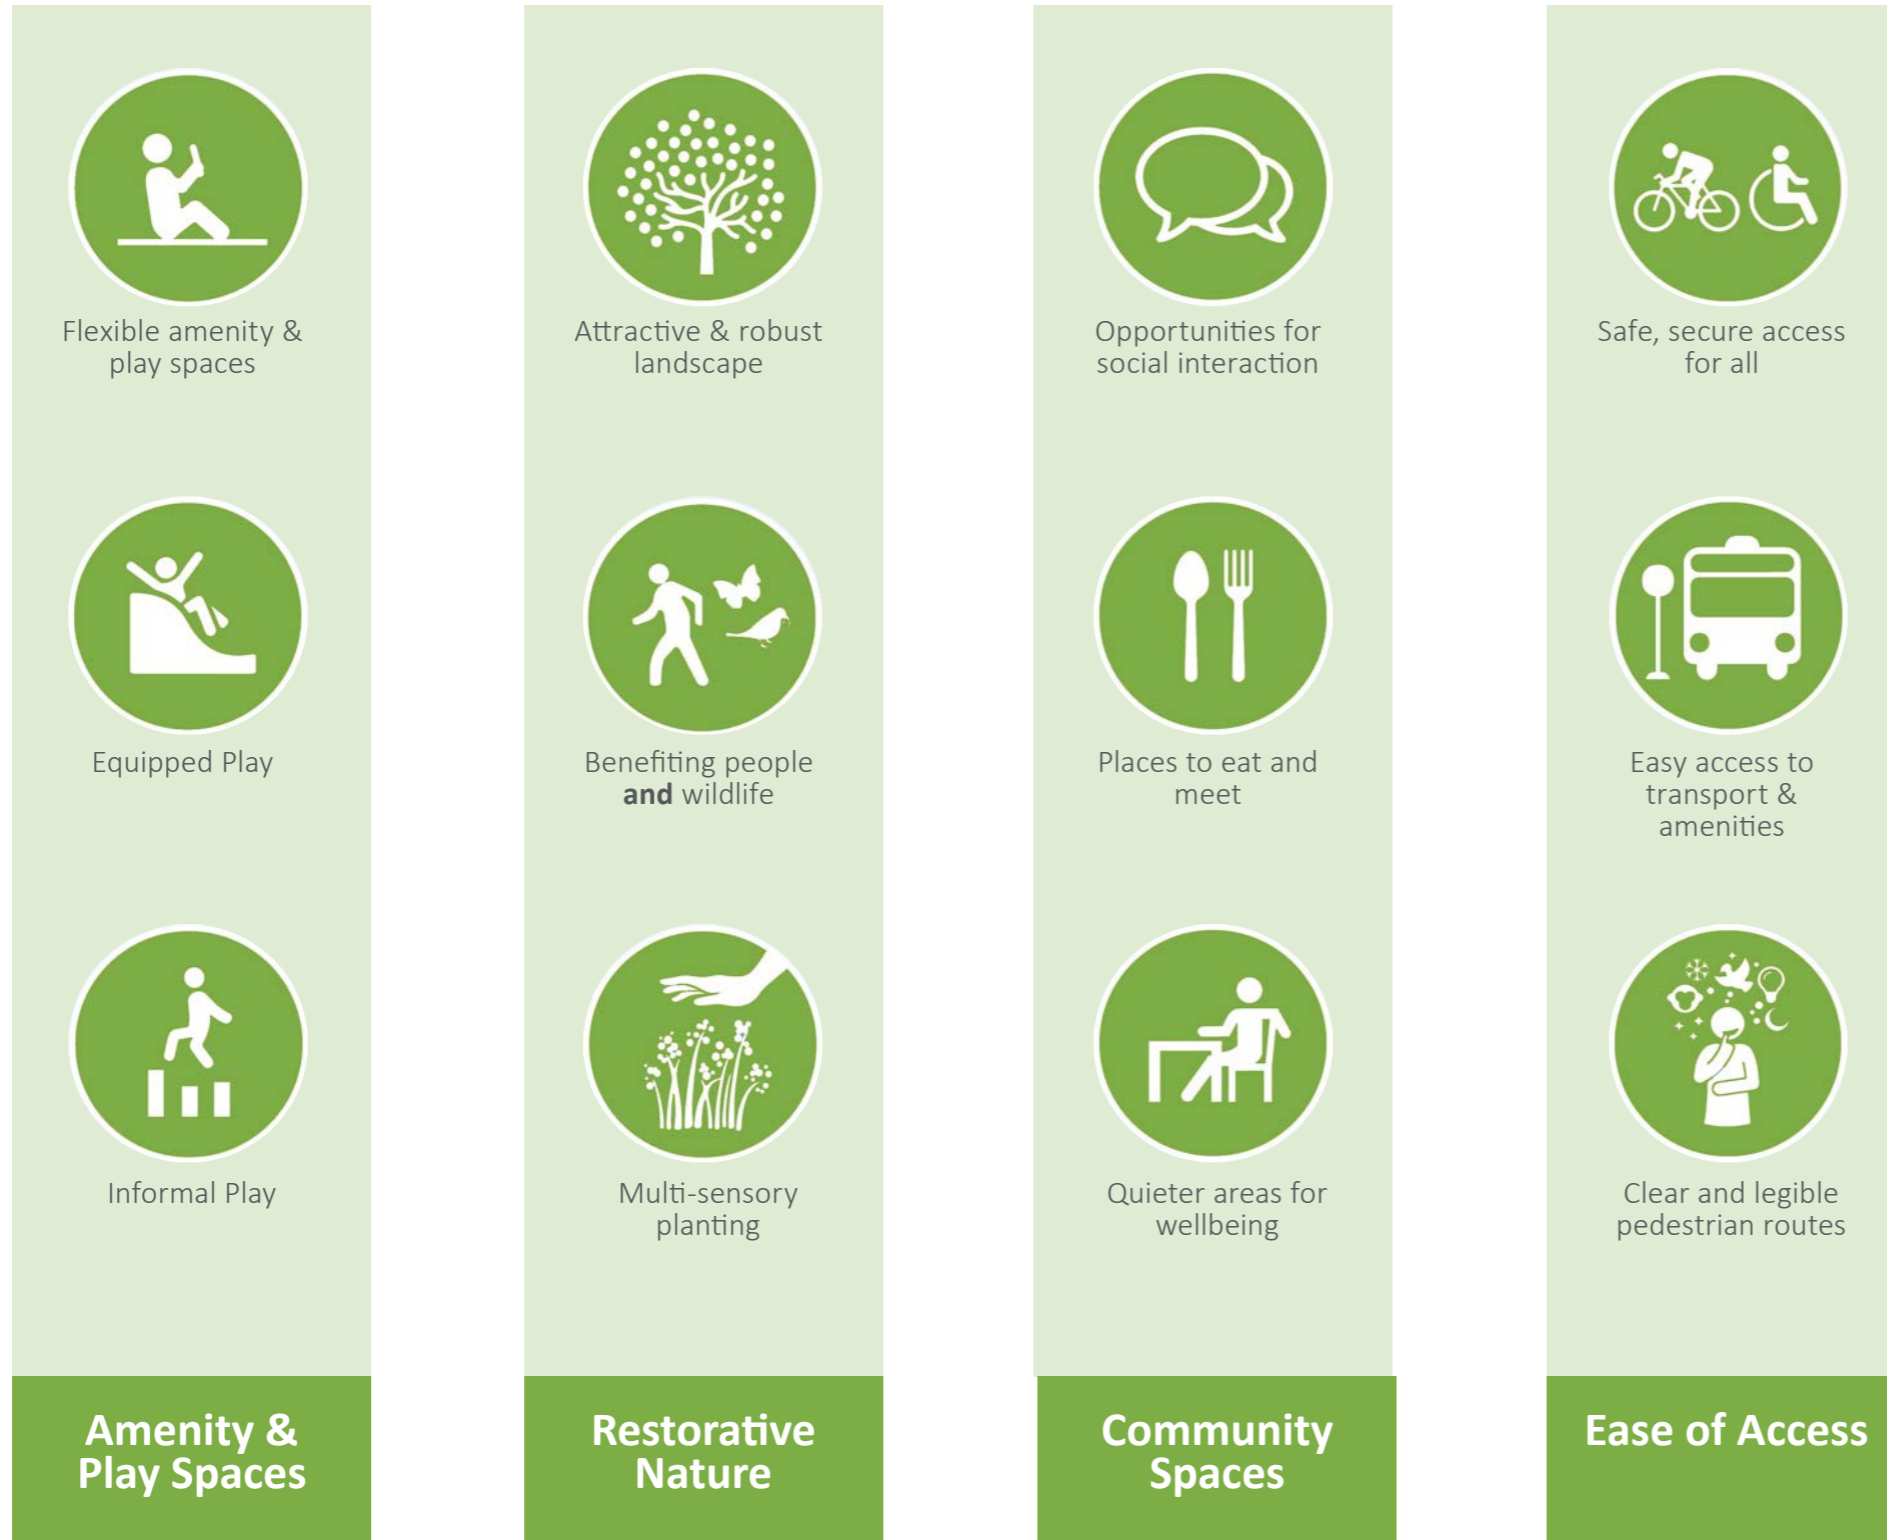 Flexible amenity &
play spaces
Equipped Play
Informal Play
Amenity &
Play Spaces
Attractive & robust
landscape
Benefiting people
and wildlife
Multi-sensory
planting
Restorative
Nature
Opportunities for
social interaction
Places to eat and
meet
Quieter areas for
wellbeing
Community
Spaces
Safe, secure access
for all
Easy access to
transport &
amenities
Clear and legible
pedestrian routes
Ease of Access